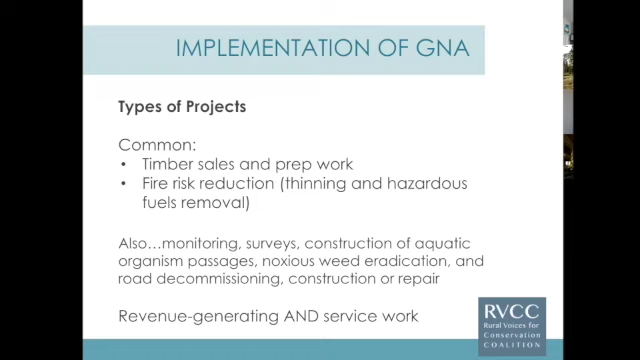 IMPLEMENTATION OF GNA
Types of Projects
Common:
• Timber sales and prep work
• Fire risk reduction (thinning and hazardous
fuels removal)
Also…monitoring, surveys, construction of aquatic
organism passages, noxious weed eradication, and
road decommissioning, construction or repair
Revenue-generating AND service work
RVCC
Rural Voices for
Conservation
COALITION